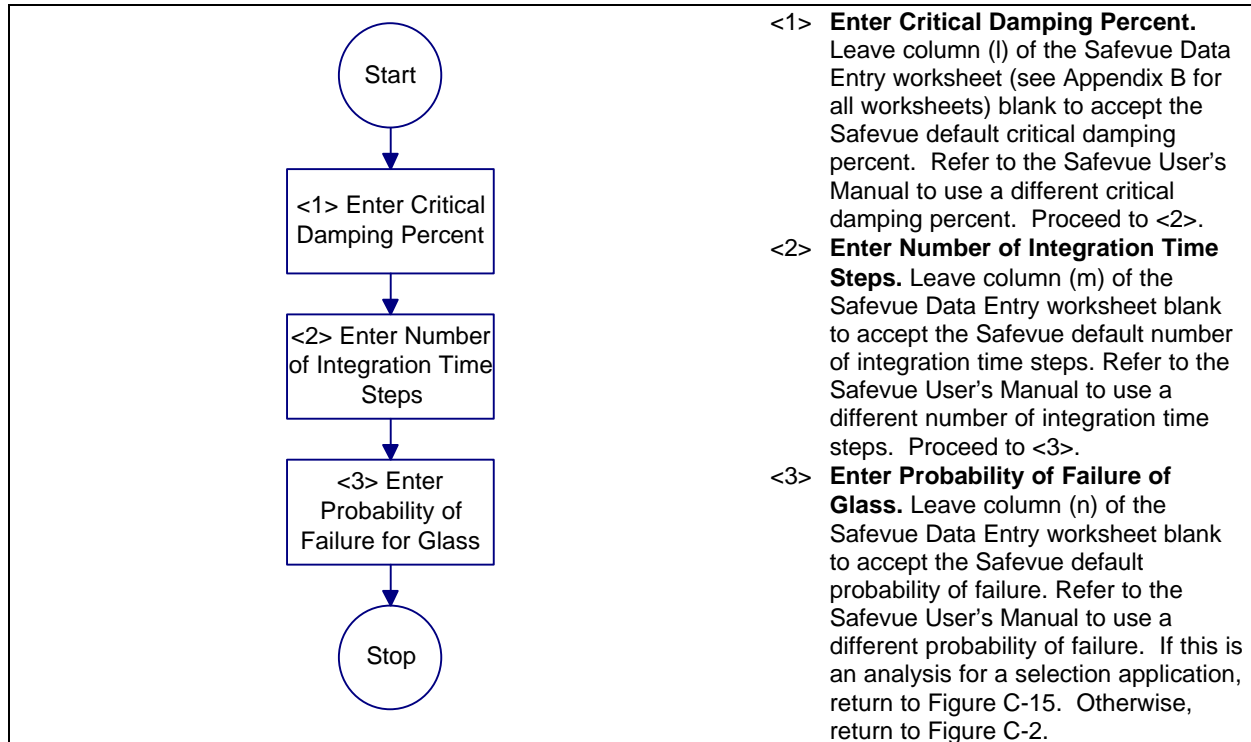 Start
<1> Enter Critical
Damping Percent
<2> Enter Number
of Integration Time
Steps
<3> Enter
Probability of
Failure for Glass
Stop
<1> Enter Critical Damping Percent.
Leave column (l) of the Safevue Data
Entry worksheet (see Appendix B for
all worksheets) blank to accept the
Safevue default critical damping
percent. Refer to the Safevue User's
Manual to use a different critical
damping percent. Proceed to <2>.
<2> Enter Number of Integration Time
Steps. Leave column (m) of the
Safevue Data Entry worksheet blank
to accept the Safevue default number
of integration time steps. Refer to the
Safevue User's Manual to use a
different number of integration time
steps. Proceed to <3>.
<3> Enter Probability of Failure of
Glass. Leave column (n) of the
Safevue Data Entry worksheet blank
to accept the Safevue default
probability of failure. Refer to the
Safevue User's Manual to use a
different probability of failure. If this is
an analysis for a selection application,
return to Figure C-15. Otherwise,
return to Figure C-2.